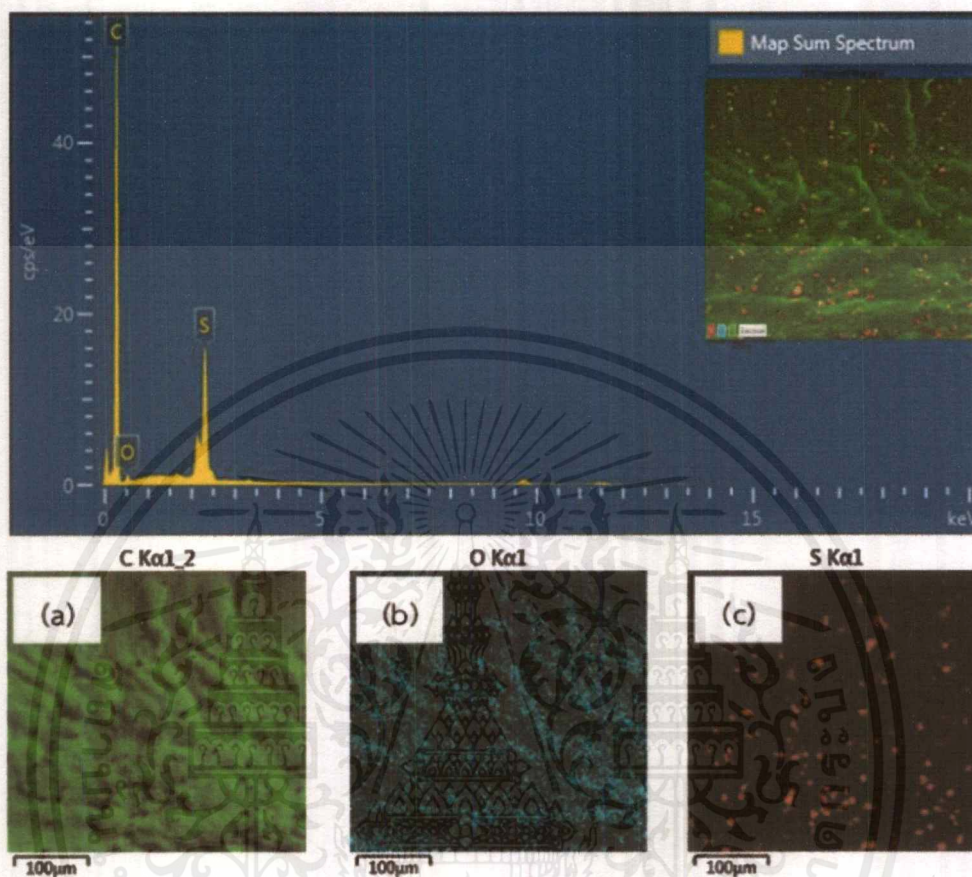 C
Map Sum Spectrum
40
cps/eV
20
S
O
0
0
5
10
15
keV
C Kα1_2
O Kα1
S Kα1
(a)
(b)
(c)
100μm
100μm
100μm